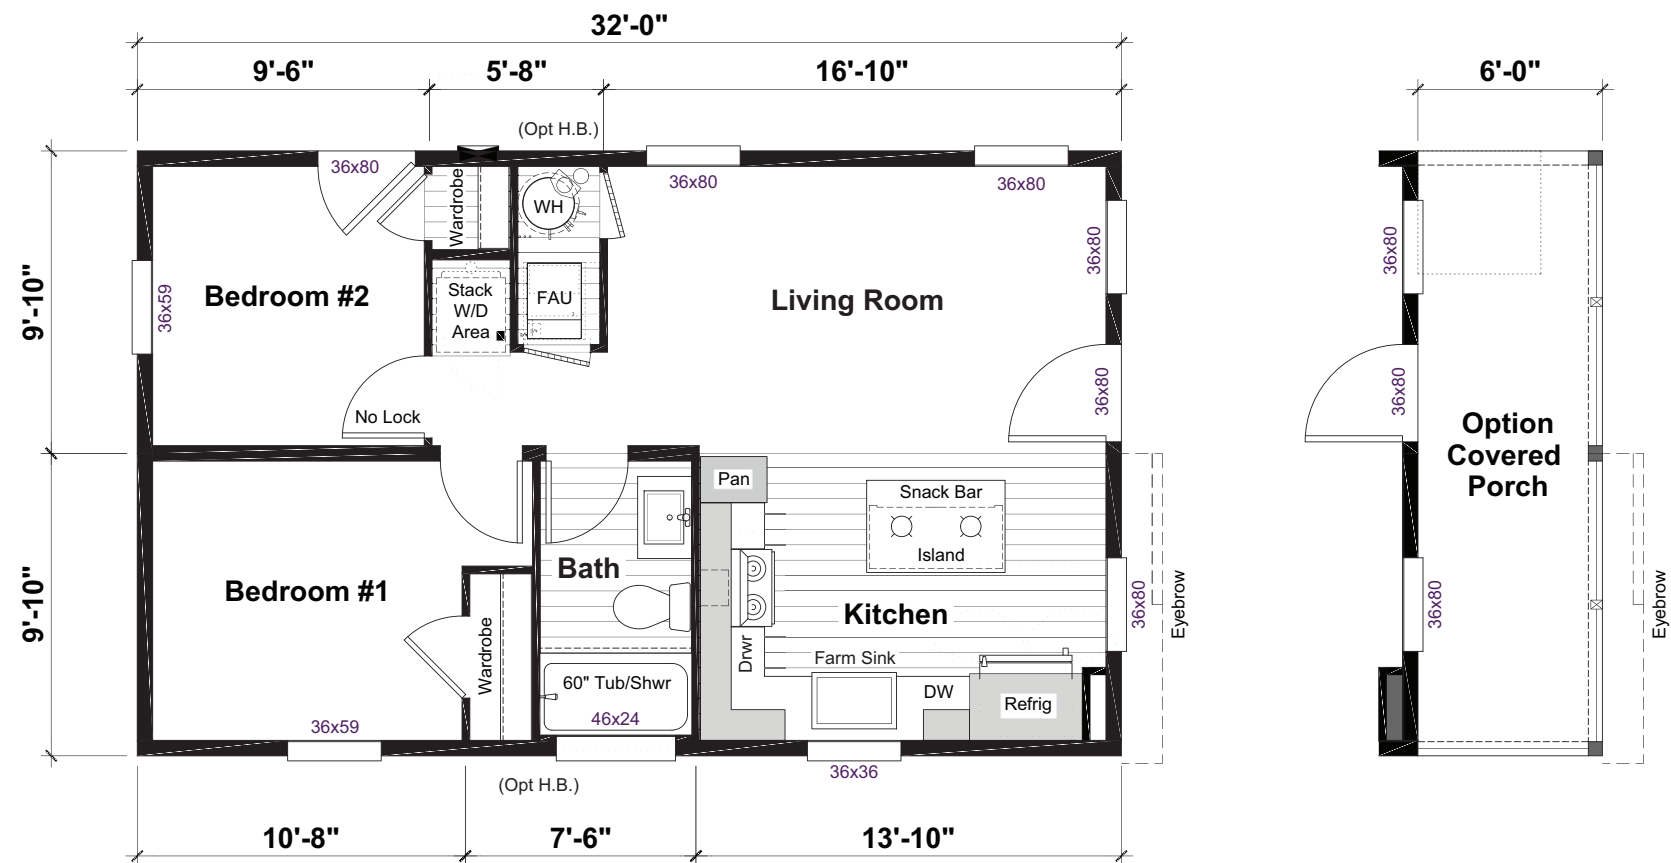 32'-0"
9'-6"
5'-8"
16'-10"
6'-0"
(Opt H.B.)
36x80
36x80
36x80
Wardrobe
WH
36x80
36x80
9'-10"
36x59
Bedroom #2
Stack
W/D
Area
FAU
Living Room
No Lock
36x80
36x80
Option
Covered
Porch
Pan
Snack Bar
Island
9'-10"
Bedroom #1
Bath
Kitchen
36x80
Eyebrow
36x80
Eyebrow
Wardrobe
Drwr
Farm Sink
60" Tub/Shwr
46x24
DW
Refrig
36x59
36x36
(Opt H.B.)
10'-8"
7'-6"
13'-10"